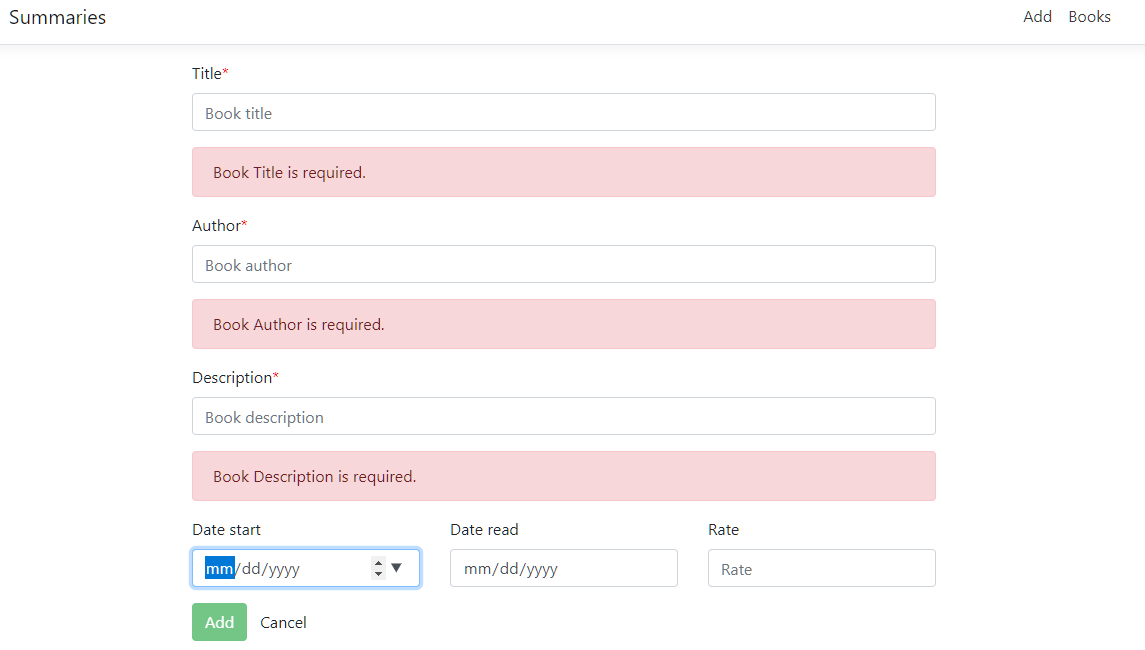 Summaries Add Books
Title*
Book title
Book Title is required.
Author*
Book author
Book Author is required.
Description*
Book description
Book Description is required.
Date start Date read Rate
mm/dd/yyyy mm/dd/yyyy Rate
Add Cancel